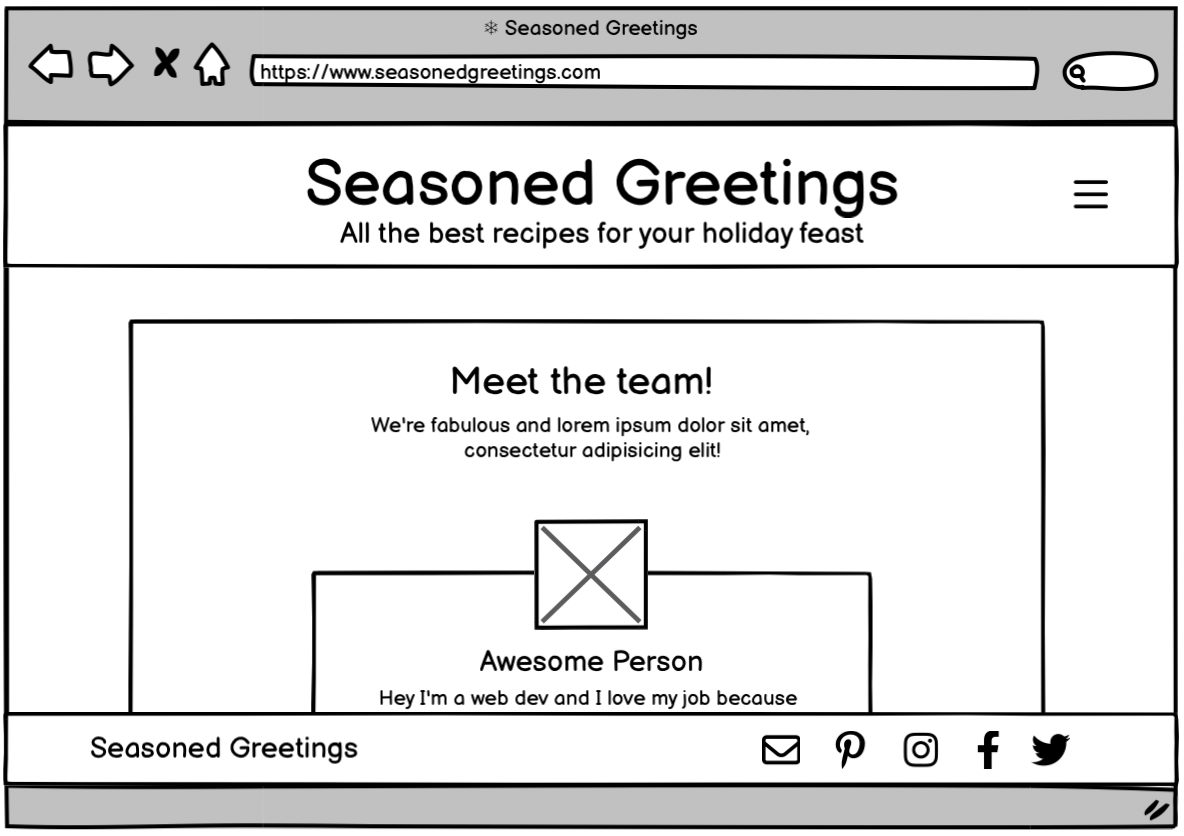 ❄ Seasoned Greetings
https://www.seasonedgreetings.com
Seasoned Greetings
All the best recipes for your holiday feast
Meet the team!
We're fabulous and lorem ipsum dolor sit amet,
consectetur adipisicing elit!
Awesome Person
Hey I'm a web dev and I love my job because
Seasoned Greetings